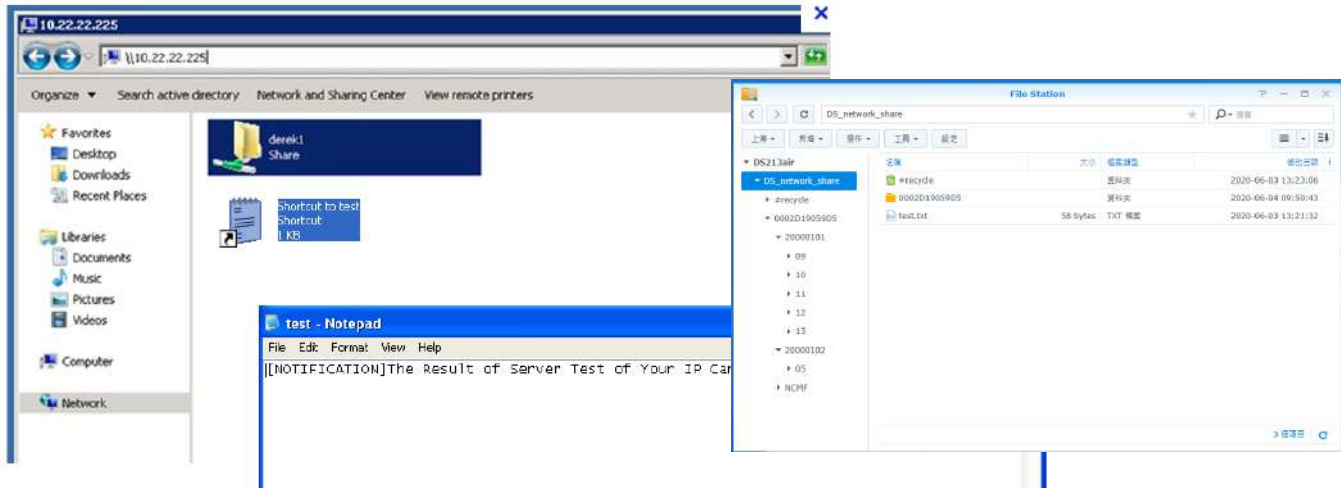 10.22.22.225
\\10.22.22.225
Organize Search active directory Network and Sharing Center View remote printers
Favorites
Desktop
Downloads
Recent Places
Libraries
Documents
Music
Pictures
Videos
Computer
Network
derek1
Share
Shortcut to test
Shortcut
1 KB
test - Notepad
File Edit Format View Help
[NOTIFICATION]The Result of Server Test of Your IP Car
File Station
DS_network_share
搜尋
上傳 新增 操作 工具 設定
DS213air
DS_network_share
#recycle
0002D1905905
20000101
09
10
11
12
13
20000102
05
NCMF
名稱 大小 檔案類型 修改日期
#recycle 資料夾 2020-06-03 13:23:06
0002D1905905 資料夾 2020-06-04 09:50:43
test.txt 58 bytes TXT 檔案 2020-06-03 13:21:32
3 個項目